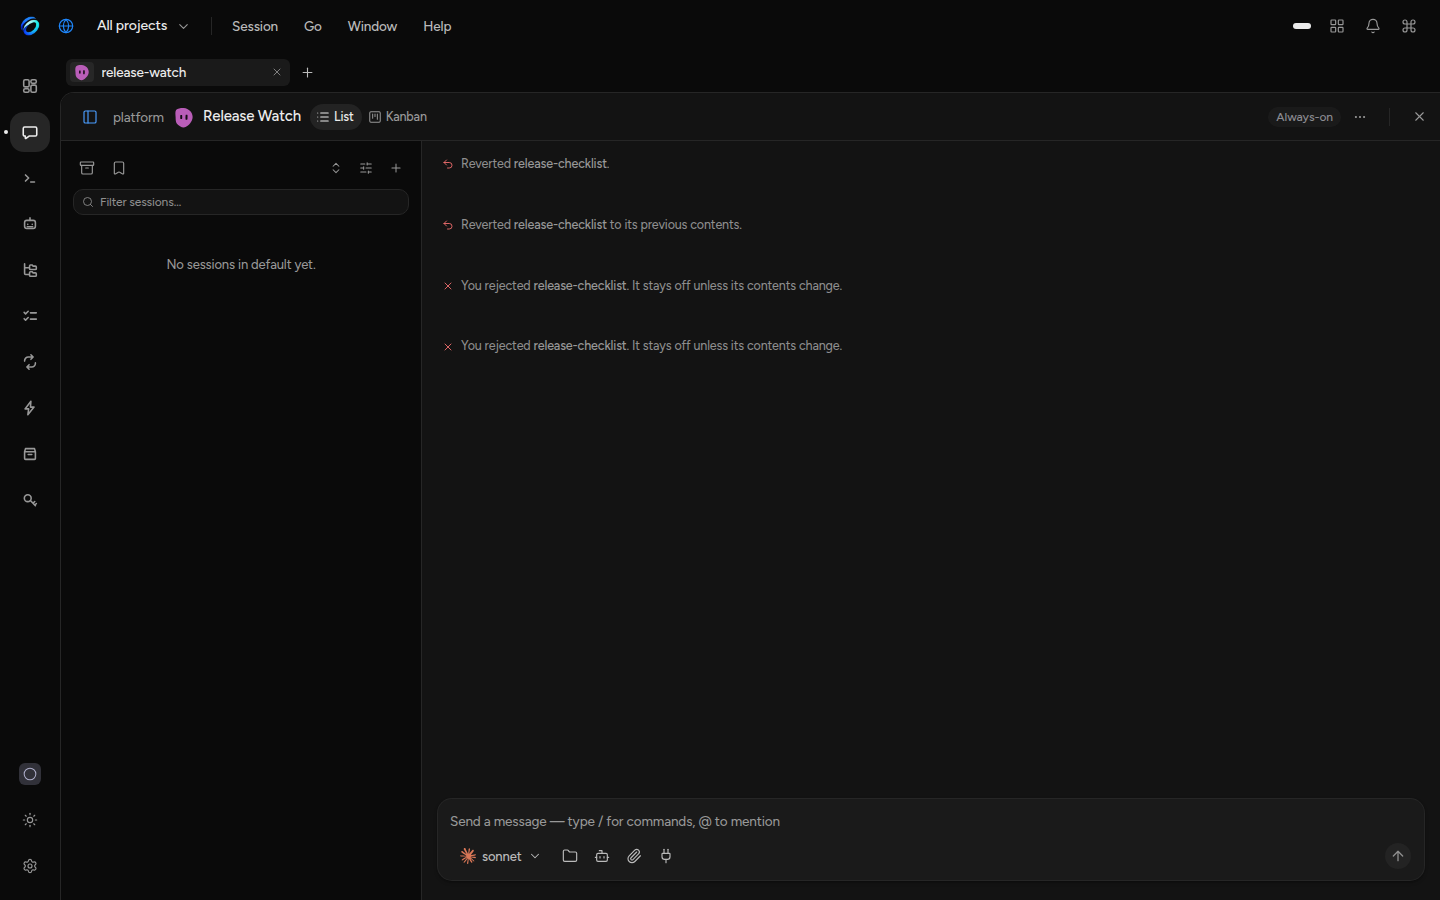 All projects
Session
Go
Window
Help
release-watch
platform
Release Watch
List
Kanban
Always-on
Filter sessions...
No sessions in default yet.
Reverted release-checklist.
Reverted release-checklist to its previous contents.
You rejected release-checklist. It stays off unless its contents change.
You rejected release-checklist. It stays off unless its contents change.
Send a message — type / for commands, @ to mention
sonnet